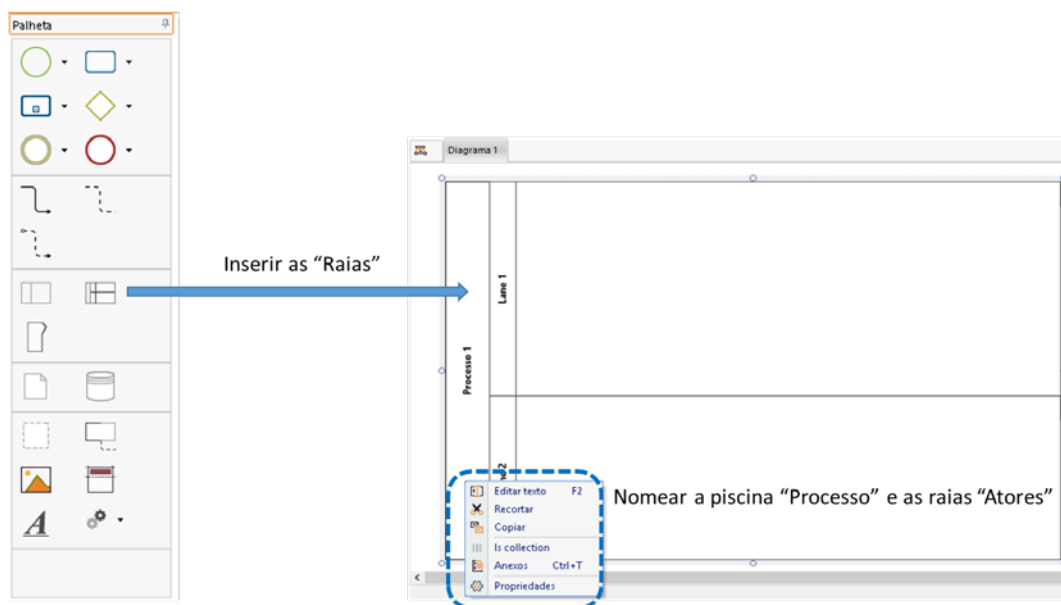 Palheta
A
Inserir as “Raias”
Diagrama 1
Processo 1
Lane 1
Editar texto F2
Recortar
Copiar
Is collection
Anexos Ctrl+T
Propriedades
Nomear a piscina “Processo” e as raias “Atores”